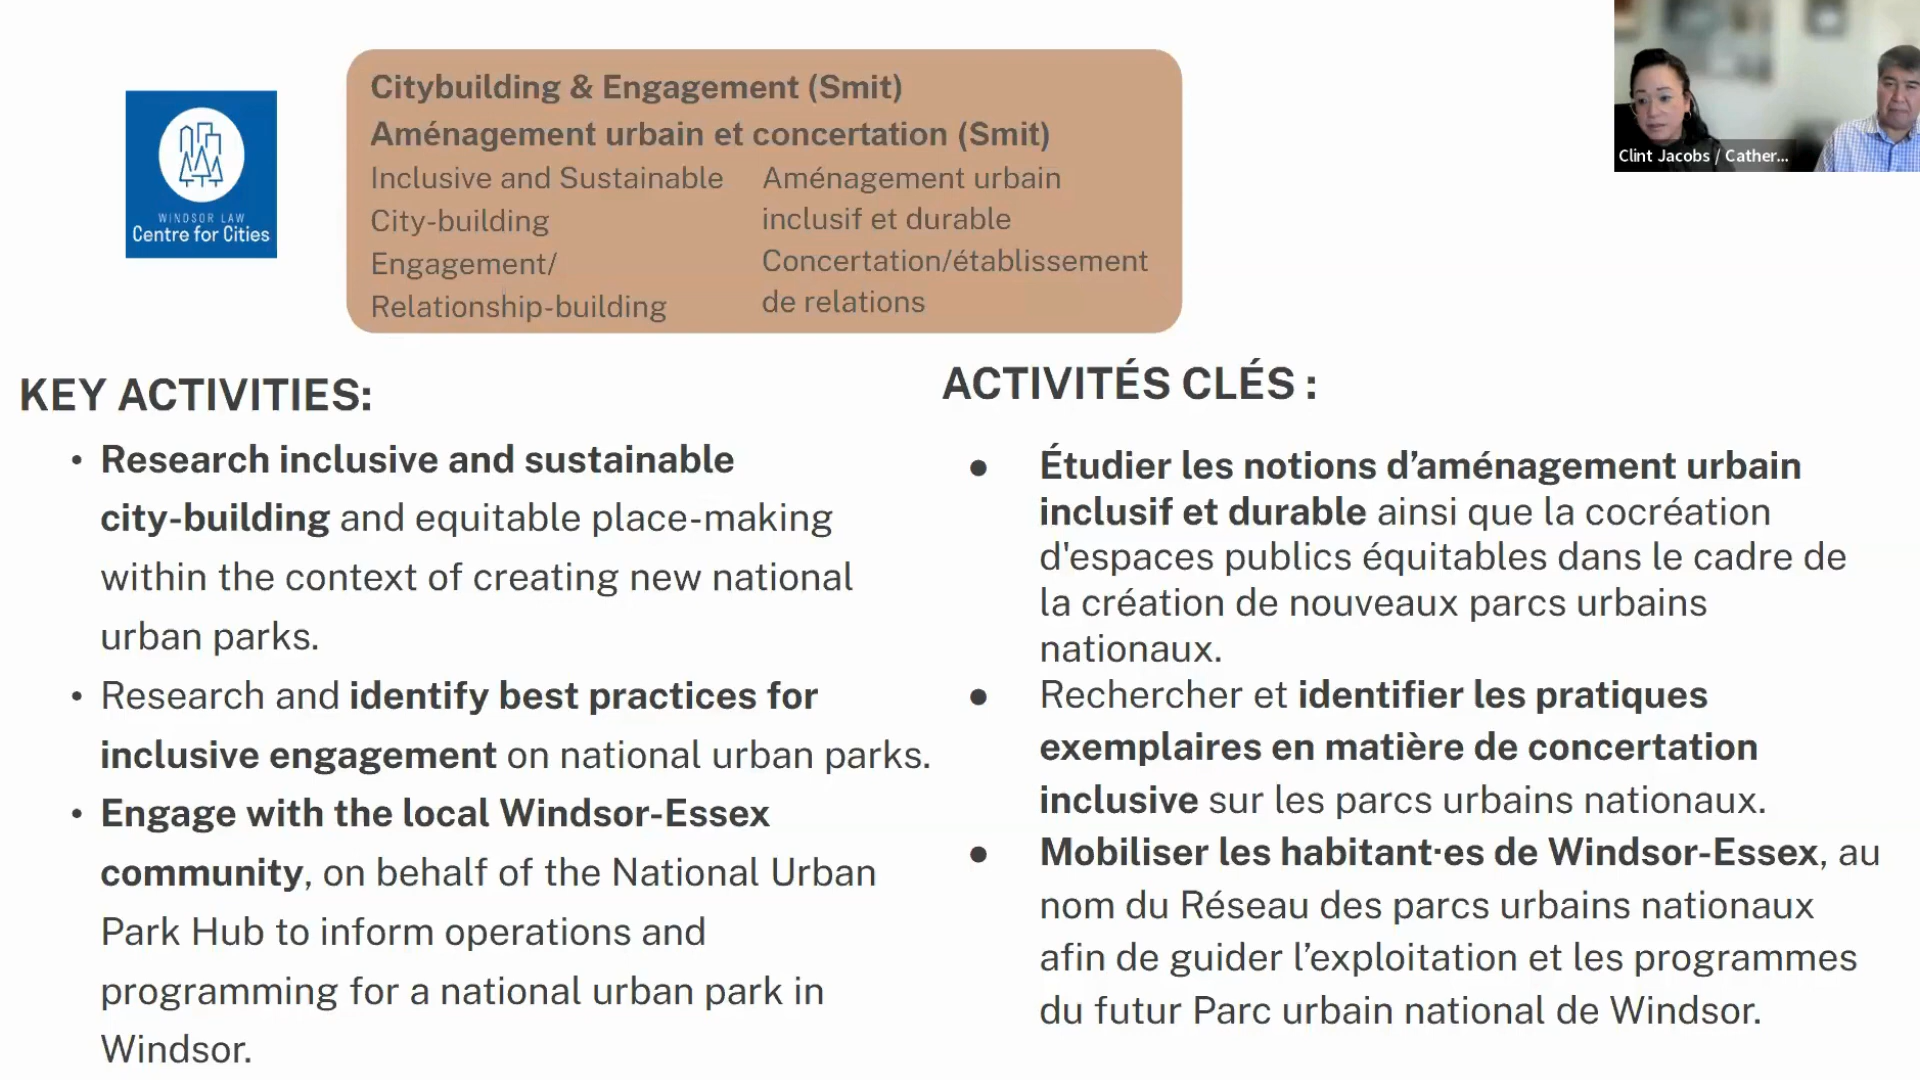 WINDSOR LAW
Centre for Cities
Citybuilding & Engagement (Smit)
Aménagement urbain et concertation (Smit)
Inclusive and Sustainable
City-building
Engagement/
Relationship-building
Aménagement urbain
inclusif et durable
Concertation/établissement
de relations
Clint Jacobs / Cather...
KEY ACTIVITIES:
• Research inclusive and sustainable
city-building and equitable place-making
within the context of creating new national
urban parks.
• Research and identify best practices for
inclusive engagement on national urban parks.
• Engage with the local Windsor-Essex
community, on behalf of the National Urban
Park Hub to inform operations and
programming for a national urban park in
Windsor.
ACTIVITÉS CLÉS :
● Étudier les notions d’aménagement urbain
inclusif et durable ainsi que la cocréation
d'espaces publics équitables dans le cadre de
la création de nouveaux parcs urbains
nationaux.
● Rechercher et identifier les pratiques
exemplaires en matière de concertation
inclusive sur les parcs urbains nationaux.
● Mobiliser les habitant·es de Windsor-Essex, au
nom du Réseau des parcs urbains nationaux
afin de guider l’exploitation et les programmes
du futur Parc urbain national de Windsor.